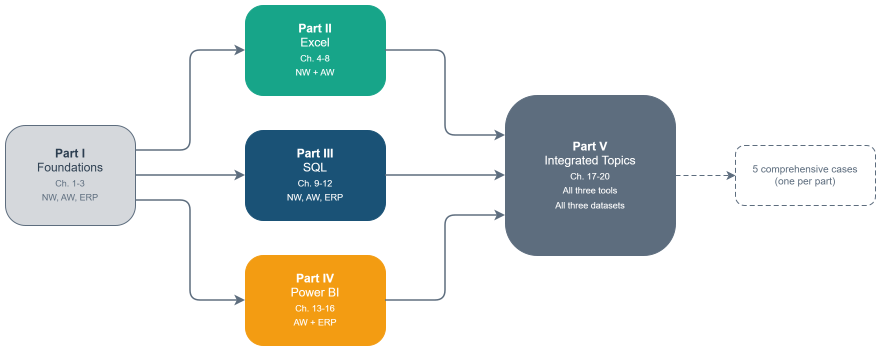 Part I
Foundations
Ch. 1-3
NW, AW, ERP
Part II
Excel
Ch. 4-8
NW + AW
Part III
SQL
Ch. 9-12
NW, AW, ERP
Part IV
Power BI
Ch. 13-16
AW + ERP
Part V
Integrated Topics
Ch. 17-20
All three tools
All three datasets
5 comprehensive cases
(one per part)